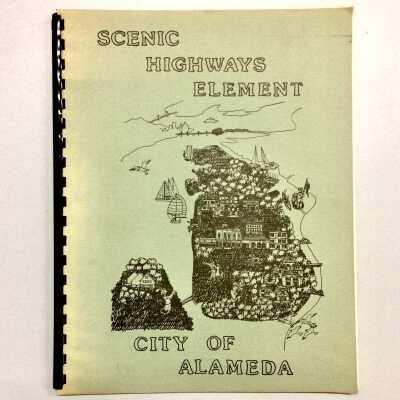 SCENIC
HIGHWAYS
ELEMENT
CITY OF
ALAMEDA